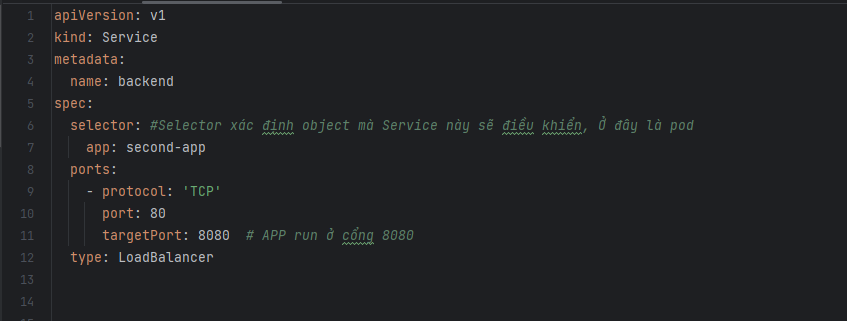 1 apiVersion: v1
2 kind: Service
3 metadata:
4   name: backend
5 spec:
6   selector: #Selector xác định object mà Service này sẽ điều khiển, Ở đây là pod
7     app: second-app
8   ports:
9     - protocol: 'TCP'
10       port: 80
11       targetPort: 8080  # APP run ở cổng 8080
12   type: LoadBalancer
13
14